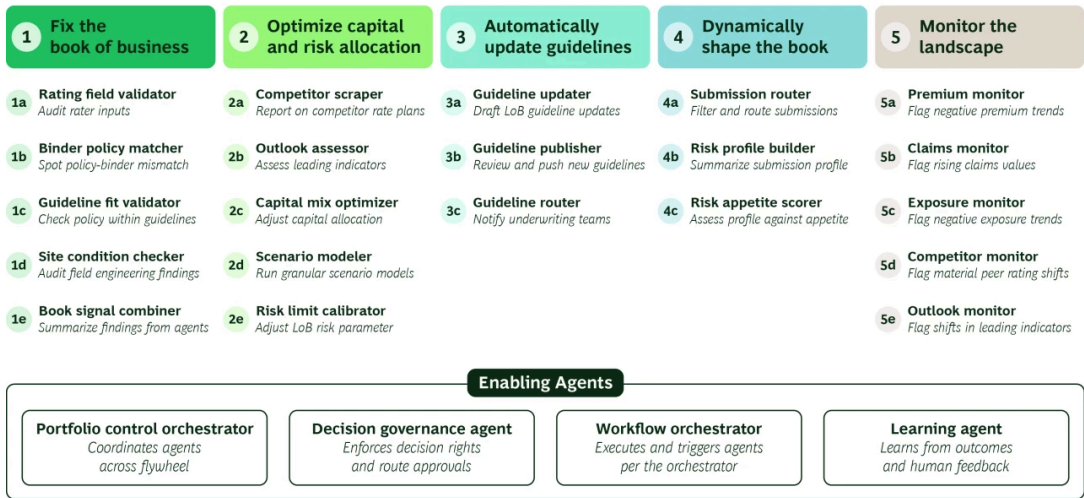 1
Fix the
book of business
1a
Rating field validator
Audit rater inputs
1b
Binder policy matcher
Spot policy-binder mismatch
1c
Guideline fit validator
Check policy within guidelines
1d
Site condition checker
Audit field engineering findings
1e
Book signal combiner
Summarize findings from agents
2
Optimize capital
and risk allocation
2a
Competitor scraper
Report on competitor rate plans
2b
Outlook assessor
Assess leading indicators
2c
Capital mix optimizer
Adjust capital allocation
2d
Scenario modeler
Run granular scenario models
2e
Risk limit calibrator
Adjust LoB risk parameter
3
Automatically
update guidelines
3a
Guideline updater
Draft LoB guideline updates
3b
Guideline publisher
Review and push new guidelines
3c
Guideline router
Notify underwriting teams
4
Dynamically
shape the book
4a
Submission router
Filter and route submissions
4b
Risk profile builder
Summarize submission profile
4c
Risk appetite scorer
Assess profile against appetite
5
Monitor the
landscape
5a
Premium monitor
Flag negative premium trends
5b
Claims monitor
Flag rising claims values
5c
Exposure monitor
Flag negative exposure trends
5d
Competitor monitor
Flag material peer rating shifts
5e
Outlook monitor
Flag shifts in leading indicators
Enabling Agents
Portfolio control orchestrator
Coordinates agents
across flywheel
Decision governance agent
Enforces decision rights
and route approvals
Workflow orchestrator
Executes and triggers agents
per the orchestrator
Learning agent
Learns from outcomes
and human feedback